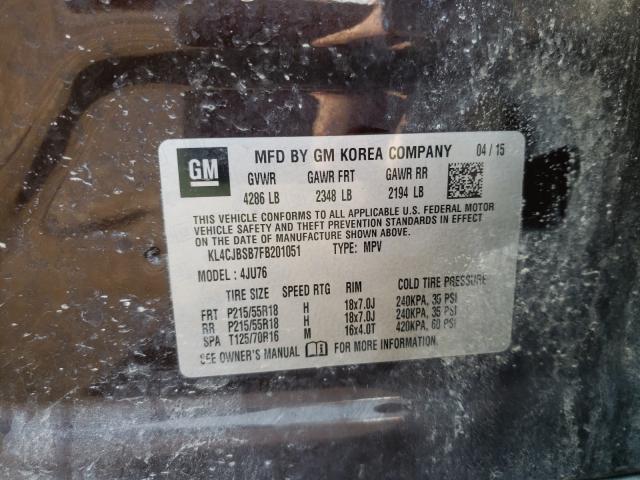 GM MFD BY GM KOREA COMPANY 04/15
GVWR GAWR FRT GAWR RR
4286 LB 2348 LB 2194 LB
THIS VEHICLE CONFORMS TO ALL APPLICABLE U.S. FEDERAL MOTOR
VEHICLE SAFETY AND THEFT PREVENTION STANDARDS IN EFFECT
ON THE DATE OF MANUFACTURE SHOWN ABOVE.
KL4CJBSB7FB201051 TYPE: MPV
MODEL: 4JU76
TIRE SIZE SPEED RTG RIM COLD TIRE PRESSURE
FRT P215/55R18 H 18x7.0J 240KPA, 35 PSI
RR P215/55R18 H 18x7.0J 240KPA, 35 PSI
SPA T125/70R16 M 16x4.0T 420KPA, 60 PSI
SEE OWNER'S MANUAL FOR MORE INFORMATION.